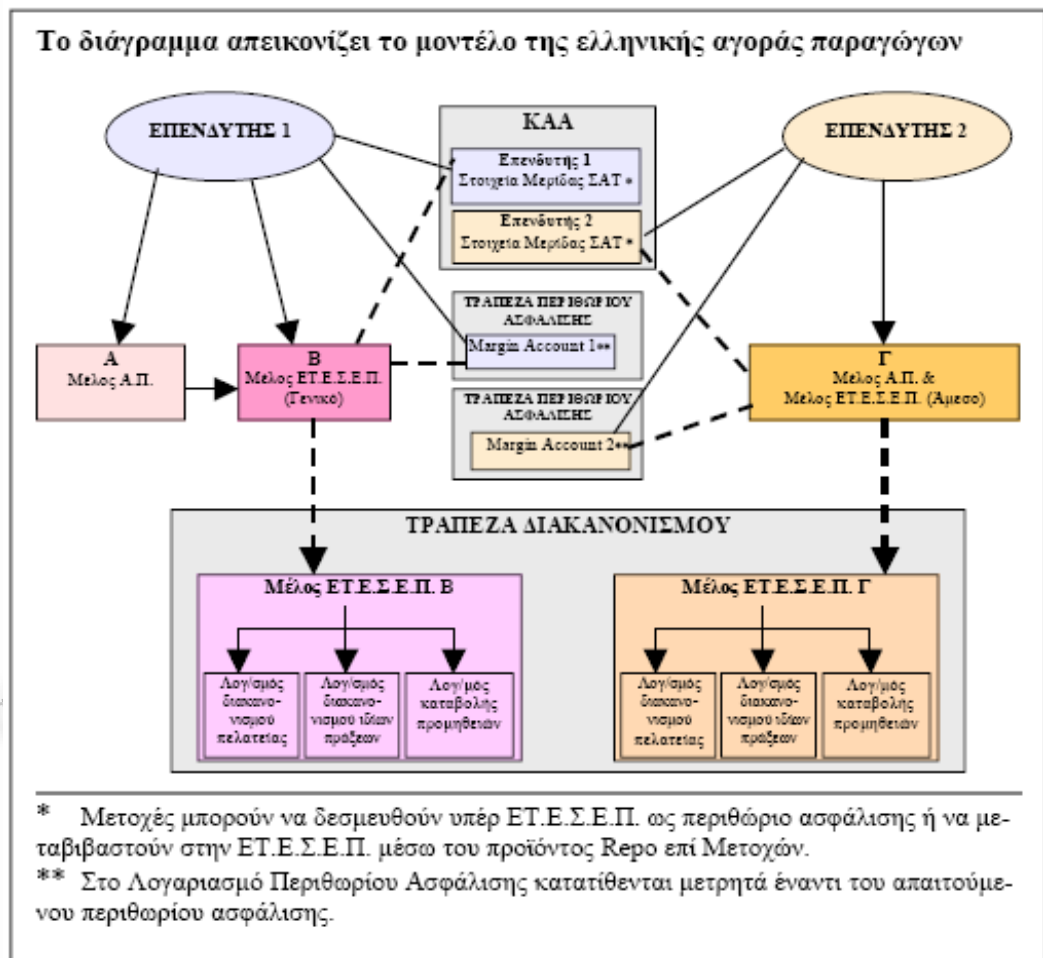 Το διάγραμμα απεικονίζει το μοντέλο της ελληνικής αγοράς παραγώγων
ΕΠΕΝΔΥΤΗΣ 1
ΚΑΑ
Επενδυτής 1
Στοιχεία Μερίδας ΣΑΤ *
Επενδυτής 2
Στοιχεία Μερίδας ΣΑΤ *
ΕΠΕΝΔΥΤΗΣ 2
ΤΡΑΠΕΖΑ ΠΕΡΙΘΩΡΙΟΥ
ΑΣΦΑΛΙΣΗΣ
Margin Account 1**
ΤΡΑΠΕΖΑ ΠΕΡΙΘΩΡΙΟΥ
ΑΣΦΑΛΙΣΗΣ
Margin Account 2**
Α
Μέλος Α.Π.
Β
Μέλος ΕΤ.Ε.Σ.Ε.Π.
(Γενικό)
Γ
Μέλος Α.Π. &
Μέλος ΕΤ.Ε.Σ.Ε.Π. (Άμεσο)
ΤΡΑΠΕΖΑ ΔΙΑΚΑΝΟΝΙΣΜΟΥ
Μέλος ΕΤ.Ε.Σ.Ε.Π. Β
Λογ/σμός
διακανο-
νισμού
πελατείας
Λογ/σμός
διακανο-
νισμού ιδίων
πράξεων
Λογ/μός
καταβολής
προμηθειών
Μέλος ΕΤ.Ε.Σ.Ε.Π. Γ
Λογ/σμός
διακανο-
νισμού
πελατείας
Λογ/σμός
διακανο-
νισμού ιδίων
πράξεων
Λογ/μός
καταβολής
προμηθειών
* Μετοχές μπορούν να δεσμευθούν υπέρ ΕΤ.Ε.Σ.Ε.Π. ως περιθώριο ασφάλισης ή να με-
ταβιβαστούν στην ΕΤ.Ε.Σ.Ε.Π. μέσω του προϊόντος Repo επί Μετοχών.
** Στο Λογαριασμό Περιθωρίου Ασφάλισης κατατίθενται μετρητά έναντι του απαιτούμε-
νου περιθωρίου ασφάλισης.